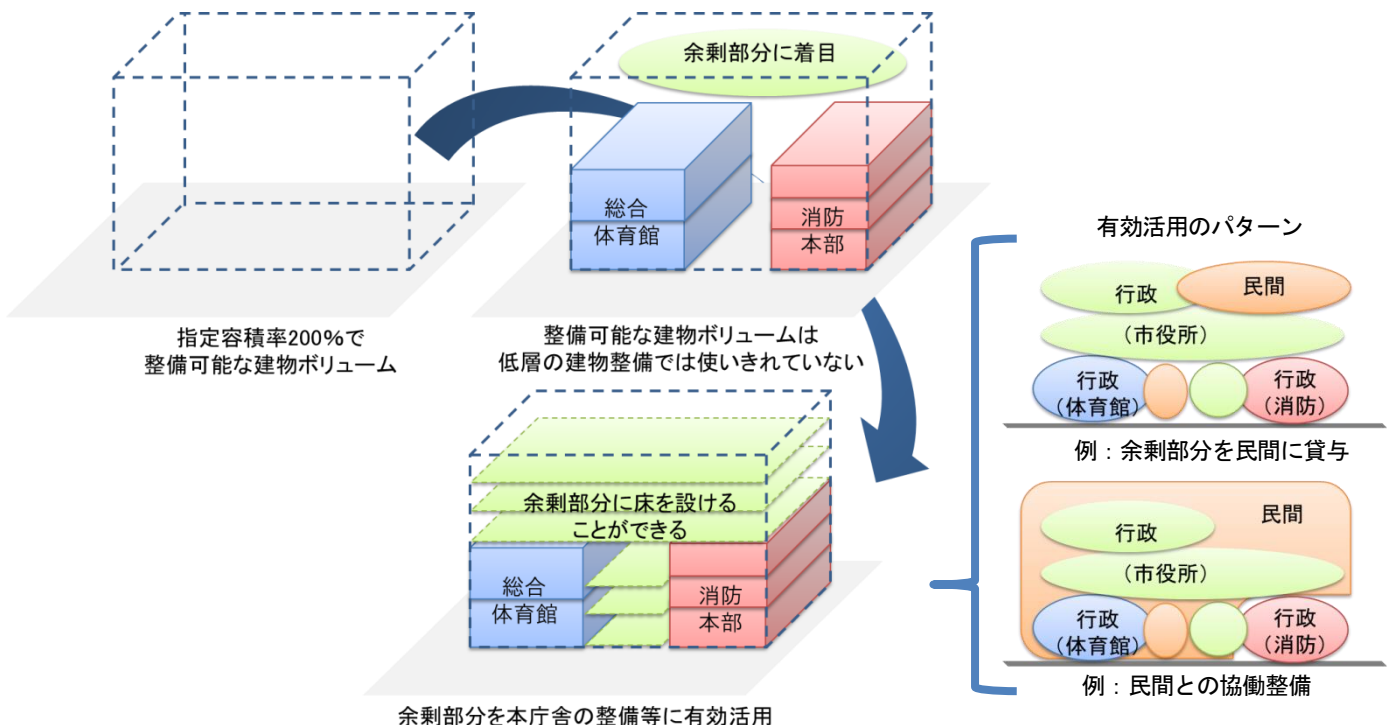 指定容積率200%で
整備可能な建物ボリューム
余剰部分に着目
総合
体育館
消防
本部
整備可能な建物ボリュームは
低層の建物整備では使いきれていない
余剰部分に床を設ける
ことができる
総合
体育館
消防
本部
余剰部分を本庁舎の整備等に有効活用
有効活用のパターン
行政
民間
（市役所）
行政
（体育館）
行政
（消防）
例：余剰部分を民間に貸与
行政
民間
（市役所）
行政
（体育館）
行政
（消防）
例：民間との協働整備